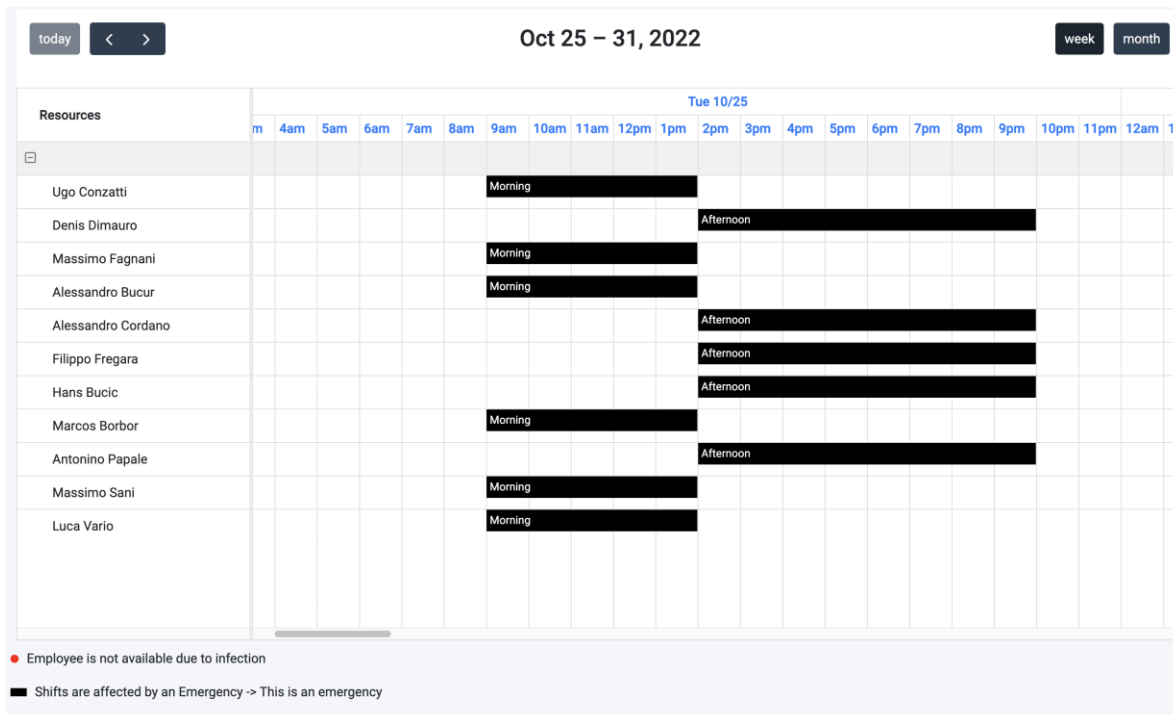 today Oct 25 – 31, 2022 week month
Resources
Tue 10/25
m 4am 5am 6am 7am 8am 9am 10am 11am 12pm 1pm 2pm 3pm 4pm 5pm 6pm 7pm 8pm 9pm 10pm 11pm 12am 1
Ugo Conzatti Morning
Denis Dimauro Afternoon
Massimo Fagnani Morning
Alessandro Bucur Morning
Alessandro Cordano Afternoon
Filippo Fregara Afternoon
Hans Bucic Afternoon
Marcos Borbor Morning
Antonino Papale Afternoon
Massimo Sani Morning
Luca Vario Morning
Employee is not available due to infection
Shifts are affected by an Emergency -> This is an emergency